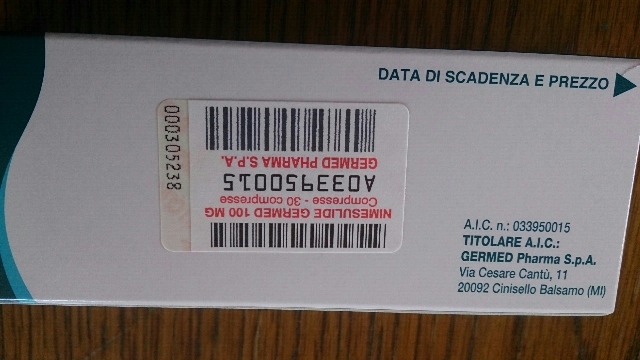 DATA DI SCADENZA E PREZZO
000305238
NIMESULIDE GERMED 100 MG
Compresse - 30 compresse
A033950015
GERMED PHARMA S.P.A.
A.I.C. n.: 033950015
TITOLARE A.I.C.:
GERMED Pharma S.p.A.
Via Cesare Cantù, 11
20092 Cinisello Balsamo (MI)